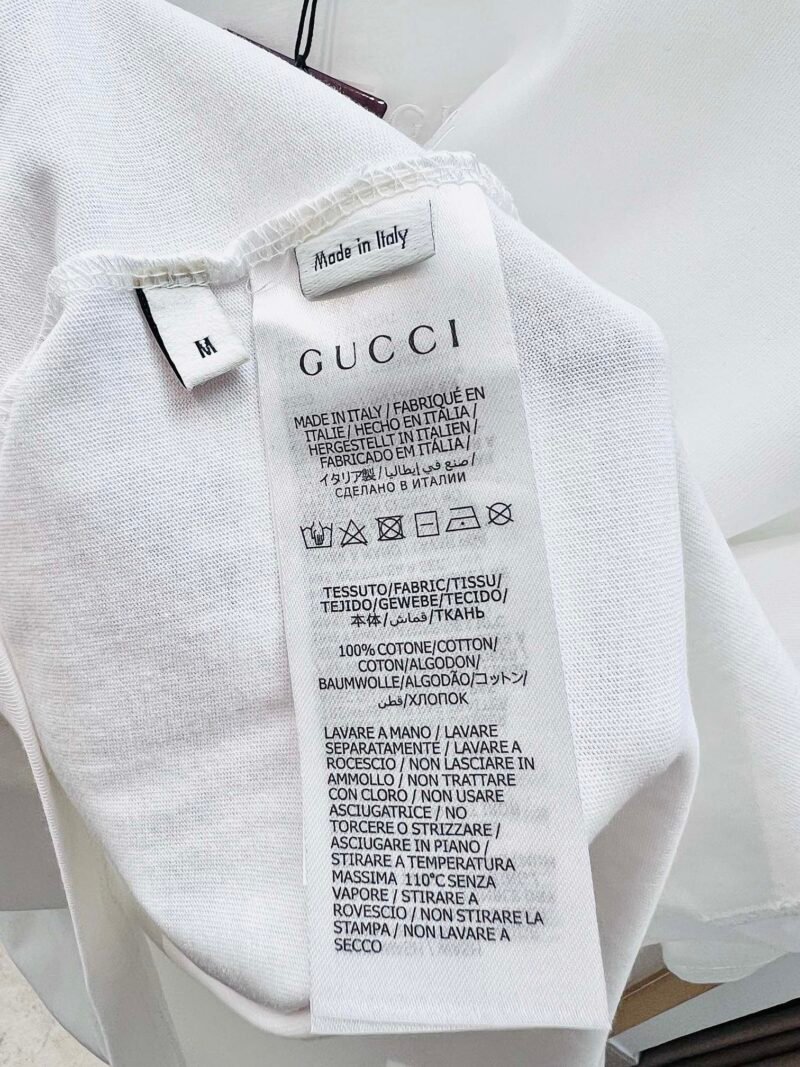 Made in Italy
M
GUCCI
MADE IN ITALY / FABRIQUÉ EN
ITALIE / HECHO EN ITÀLIA /
HERGESTELLT IN ITALIEN /
FABRICADO EM ITÁLIA /
イタリア製 / صنع في إيطاليا /
СДЕЛАНО В ИТАЛИИ
TESSUTO/FABRIC/TISSU/
TEJIDO/GEWEBE/TECIDO/
本体/قماش/ТКАНЬ
100% COTONE/COTTON/
COTON/ALGODON/
BAUMWOLLE/ALGODÃO/コットン/
قطن/ХЛОПОК
LAVARE A MANO / LAVARE
SEPARATAMENTE / LAVARE A
ROCESCIO / NON LASCIARE IN
AMMOLLO / NON TRATTARE
CON CLORO / NON USARE
ASCIUGATRICE / NO
TORCERE O STRIZZARE /
ASCIUGARE IN PIANO /
STIRARE A TEMPERATURA
MASSIMA 110°C SENZA
VAPORE / STIRARE A
ROVESCIO / NON STIRARE LA
STAMPA / NON LAVARE A
SECCO